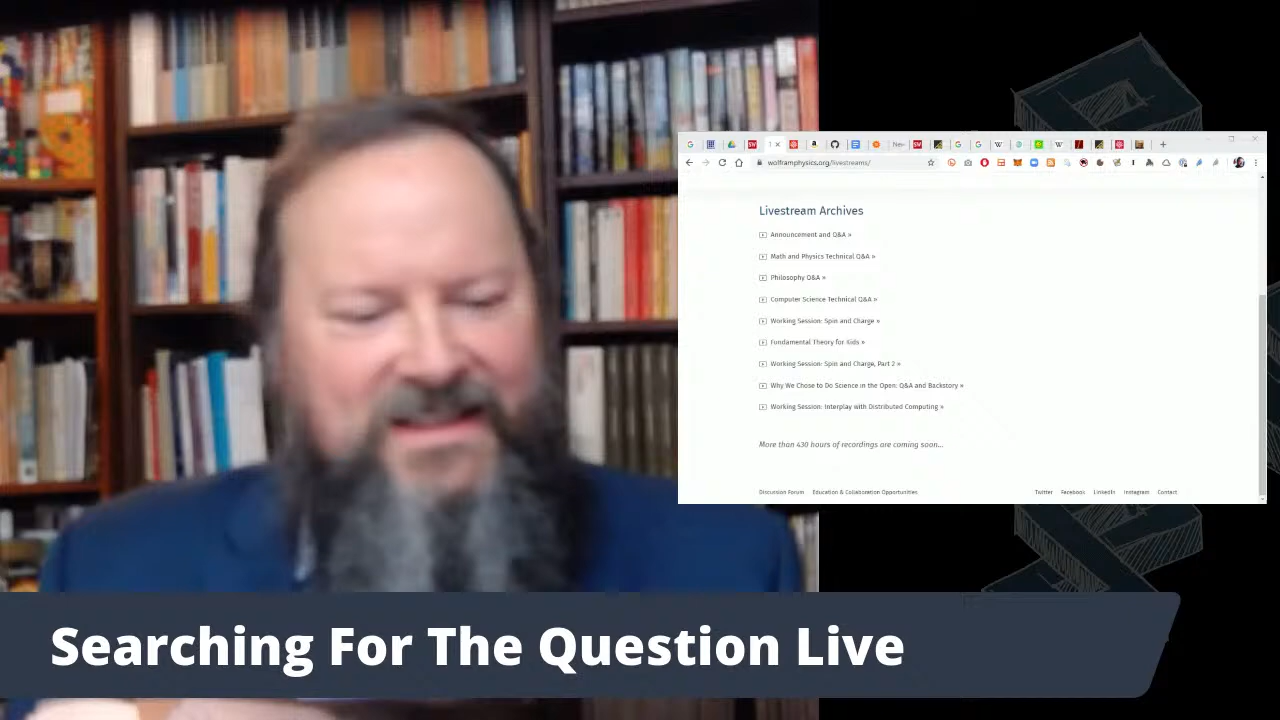 wolframphysics.org/livestreams/
Livestream Archives
Announcement and Q&A »
Math and Physics Technical Q&A »
Philosophy Q&A »
Computer Science Technical Q&A »
Working Session: Spin and Charge »
Fundamental Theory for Kids »
Working Session: Spin and Charge, Part 2 »
Why We Chose to Do Science in the Open: Q&A and Backstory »
Working Session: Interplay with Distributed Computing »
More than 430 hours of recordings are coming soon...
Discussion Forum Education & Collaboration Opportunities Twitter Facebook LinkedIn Instagram Contact
Searching For The Question Live